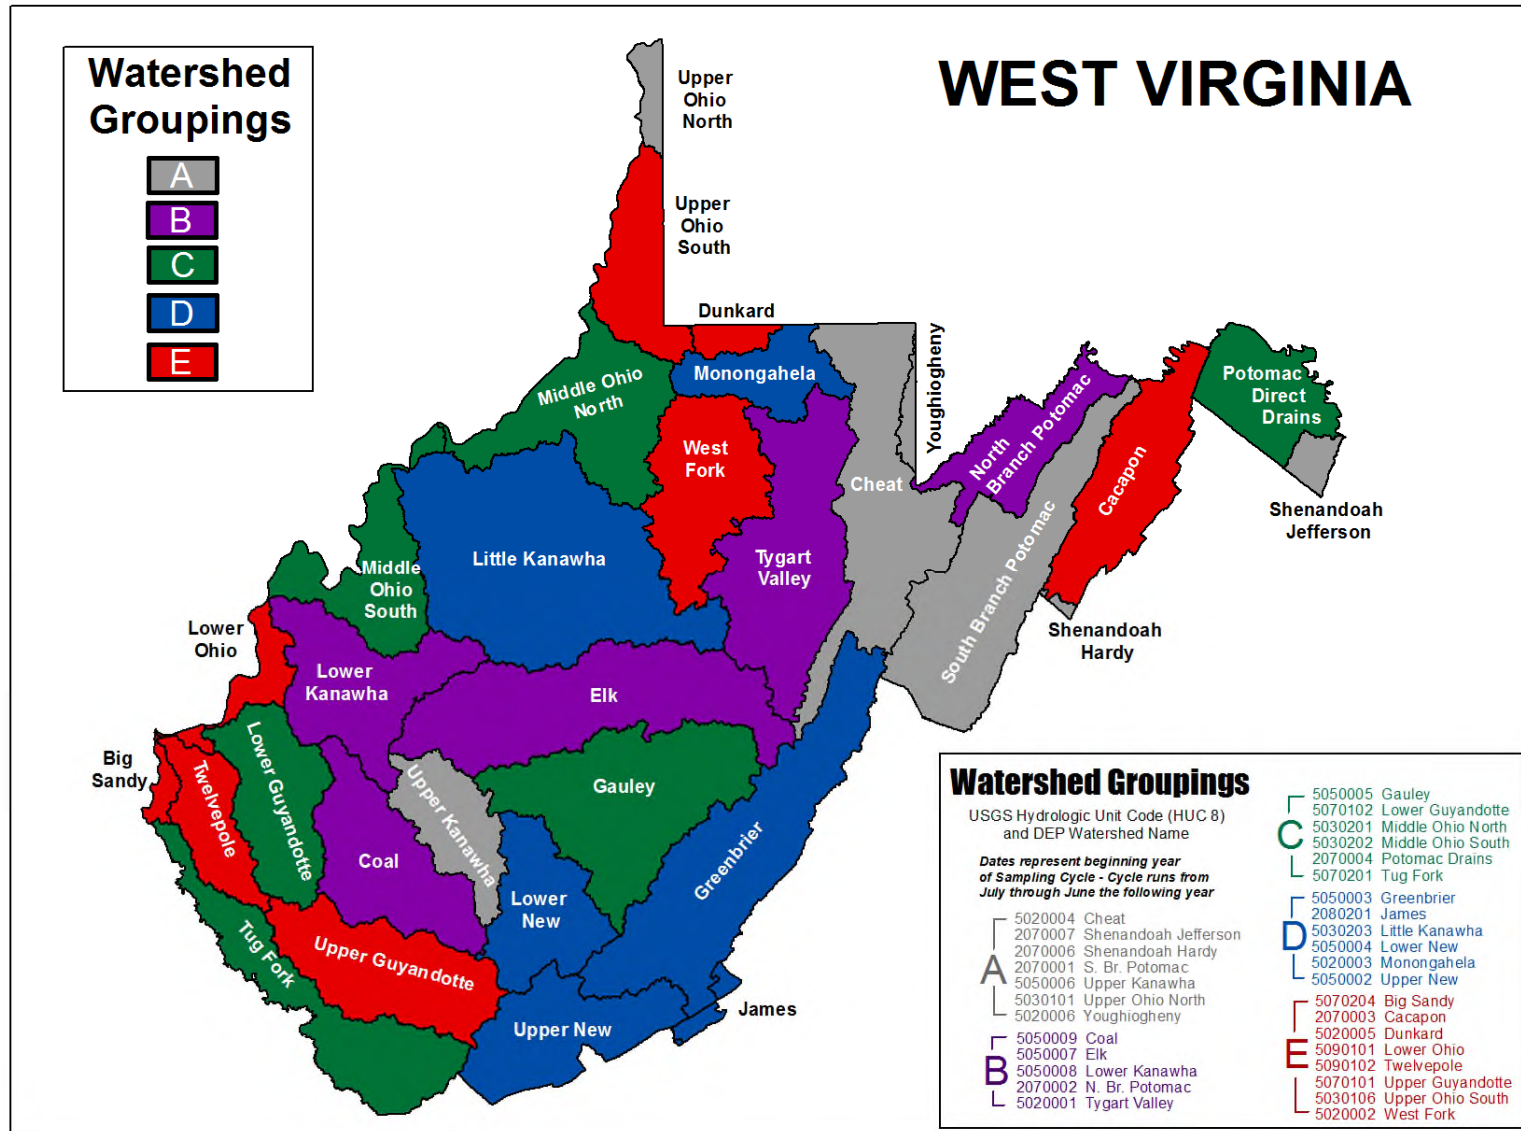 WEST VIRGINIA
Watershed
Groupings
A
B
C
D
E
Upper
Ohio
North
Upper
Ohio
South
Dunkard
Monongahela
Youghiogheny
Middle Ohio
North
West
Fork
Cheat
North
Branch Potomac
Potomac
Direct
Drains
Cacapon
Shenandoah
Jefferson
Little Kanawha
Tygart
Valley
South Branch Potomac
Middle
Ohio
South
Shenandoah
Hardy
Lower
Ohio
Lower
Kanawha
Elk
Big
Sandy
Twelvepole
Lower Guyandotte
Upper Kanawha
Gauley
Coal
Greenbrier
Lower
New
Tug Fork
Upper Guyandotte
Upper New
James
Watershed Groupings
USGS Hydrologic Unit Code (HUC 8)
and DEP Watershed Name
Dates represent beginning year
of Sampling Cycle - Cycle runs from
July through June the following year
A
5020004 Cheat
2070007 Shenandoah Jefferson
2070006 Shenandoah Hardy
2070001 S. Br. Potomac
5050006 Upper Kanawha
5030101 Upper Ohio North
5020006 Youghiogheny
B
5050009 Coal
5050007 Elk
5050008 Lower Kanawha
2070002 N. Br. Potomac
5020001 Tygart Valley
C
5050005 Gauley
5070102 Lower Guyandotte
5030201 Middle Ohio North
5030202 Middle Ohio South
2070004 Potomac Drains
5070201 Tug Fork
D
5050003 Greenbrier
2080201 James
5030203 Little Kanawha
5050004 Lower New
5020003 Monongahela
5050002 Upper New
E
5070204 Big Sandy
2070003 Cacapon
5020005 Dunkard
5090101 Lower Ohio
5090102 Twelvepole
5070101 Upper Guyandotte
5030106 Upper Ohio South
5020002 West Fork